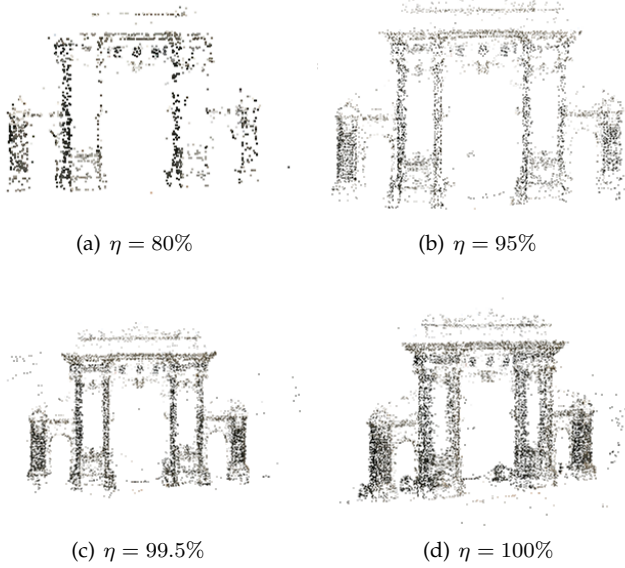 (a) η = 80%
(b) η = 95%
(c) η = 99.5%
(d) η = 100%